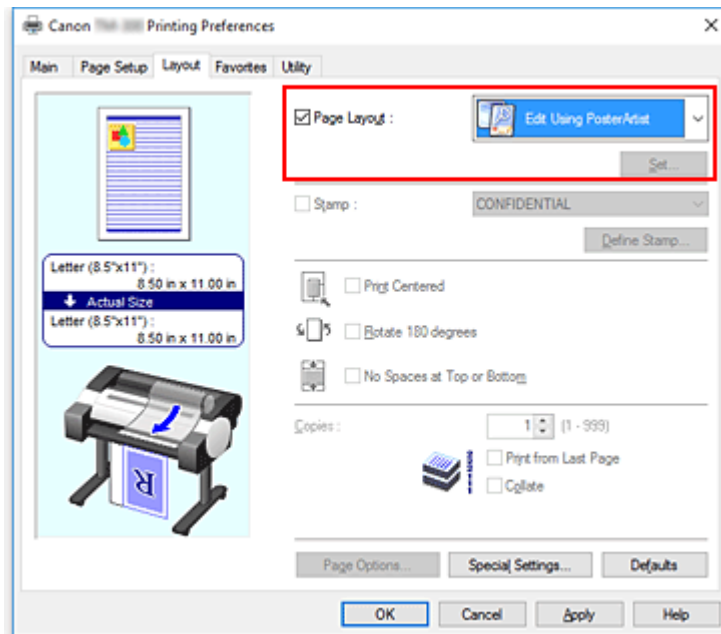 Canon Printing Preferences
Main Page Setup Layout Favorites Utility
Page Layout : Edit Using PosterArtist
Set...
Stamp : CONFIDENTIAL
Define Stamp...
Letter (8.5"x11") :
8.50 in x 11.00 in
Actual Size
Letter (8.5"x11") :
8.50 in x 11.00 in
Print Centered
Rotate 180 degrees
No Spaces at Top or Bottom
Copies : 1 (1 - 999)
Print from Last Page
Collate
R
Page Options... Special Settings... Defaults
OK Cancel Apply Help